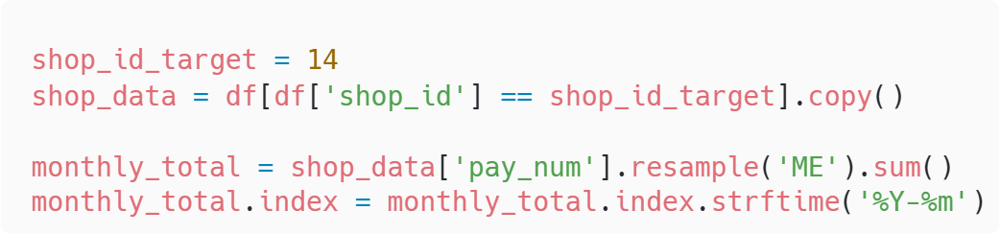 shop_id_target = 14
shop_data = df[df['shop_id'] == shop_id_target].copy()
monthly_total = shop_data['pay_num'].resample('ME').sum()
monthly_total.index = monthly_total.index.strftime('%Y-%m')